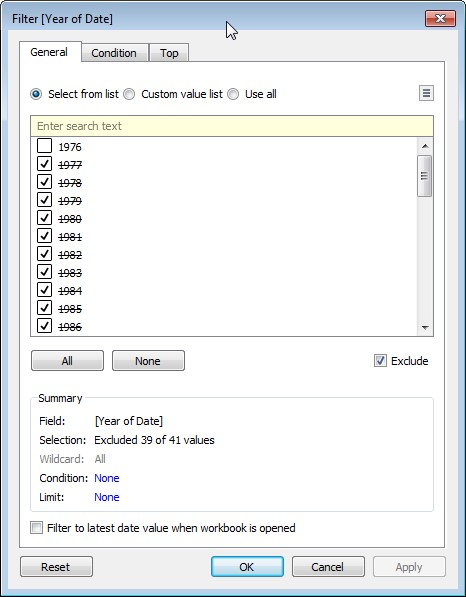 Filter [Year of Date]
General Condition Top
Select from list Custom value list Use all
Enter search text
1976
1977
1978
1979
1980
1981
1982
1983
1984
1985
1986
All None Exclude
Summary
Field: [Year of Date]
Selection: Excluded 39 of 41 values
Wildcard: All
Condition: None
Limit: None
Filter to latest date value when workbook is opened
Reset OK Cancel Apply